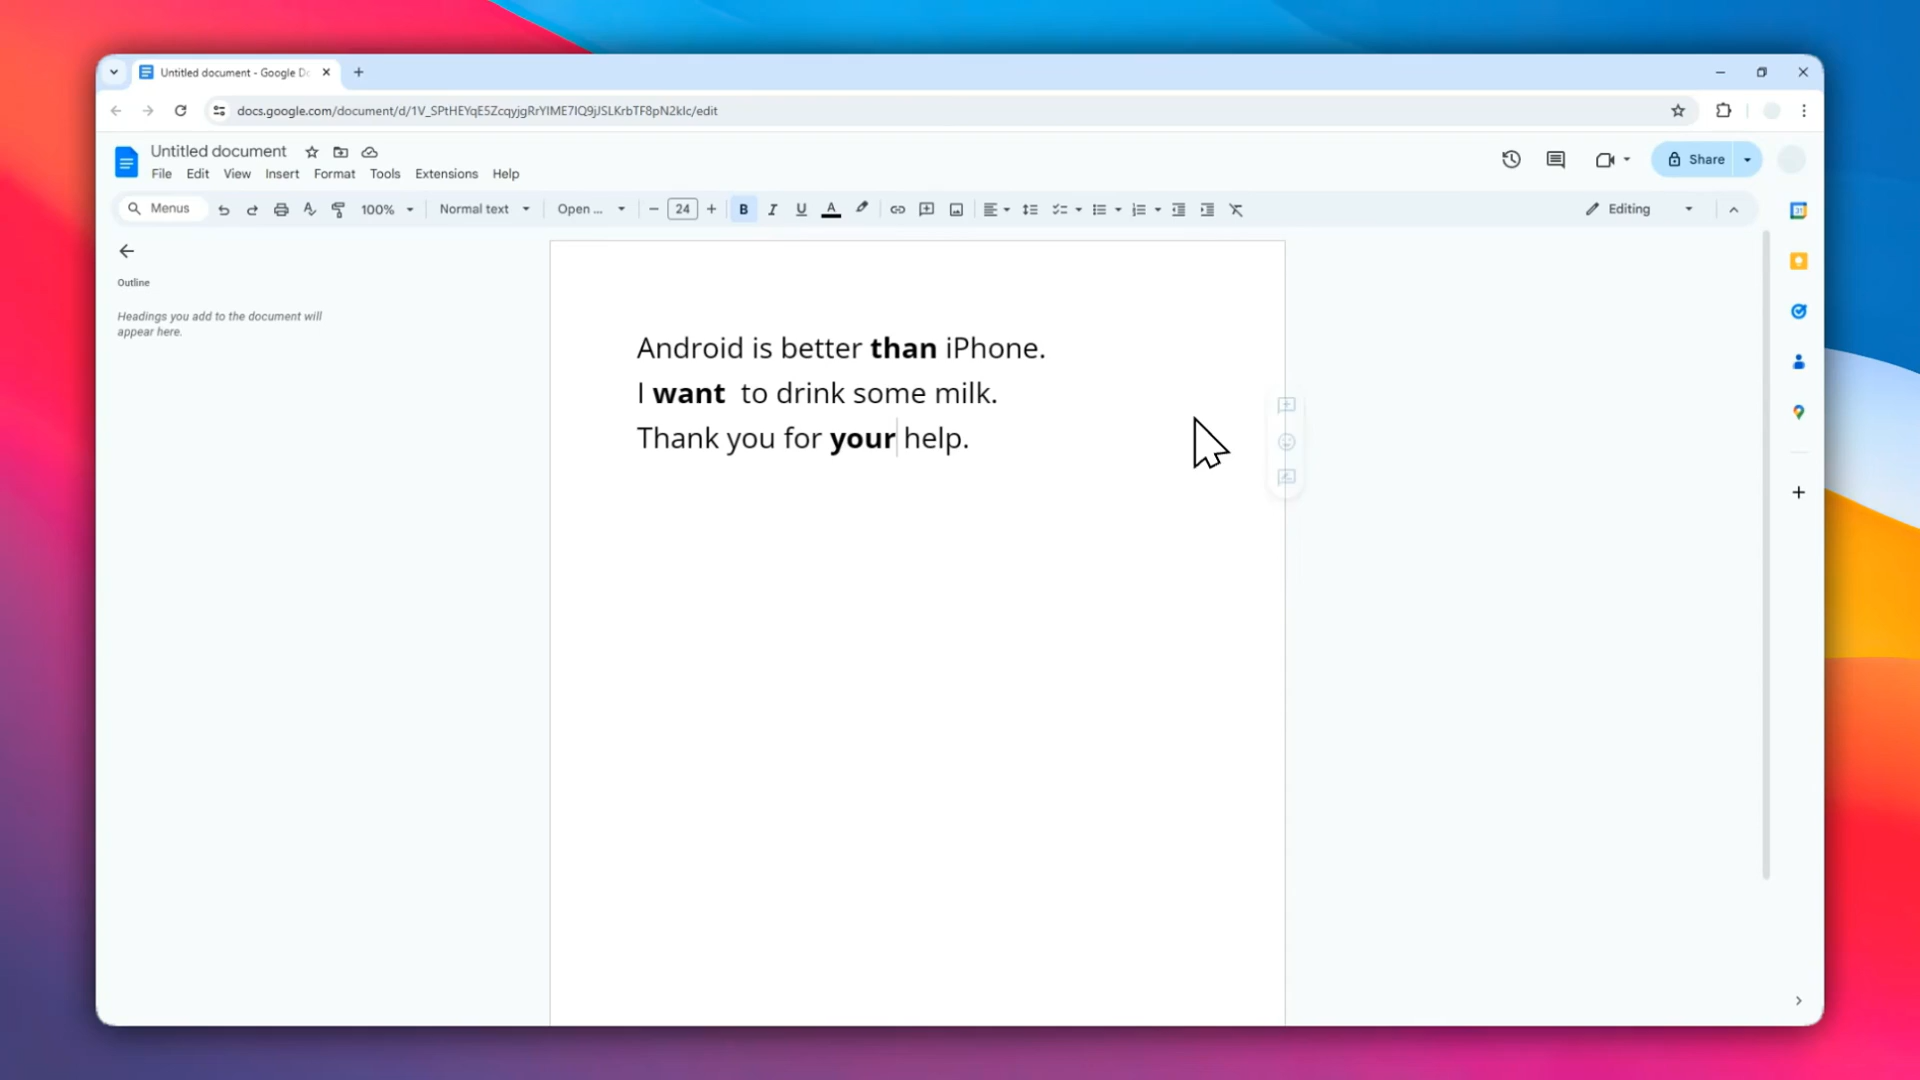 Untitled document - Google Do
docs.google.com/document/d/1V_SPtHEYqE5ZcqyjgRrYlME7IQ9jJSLKrbTF8pN2kIc/edit
Untitled document
File Edit View Insert Format Tools Extensions Help
Share
Menus 100% Normal text Open ... 24 B I U A Editing
Outline
Headings you add to the document will
appear here.
Android is better than iPhone.
I want  to drink some milk.
Thank you for your help.